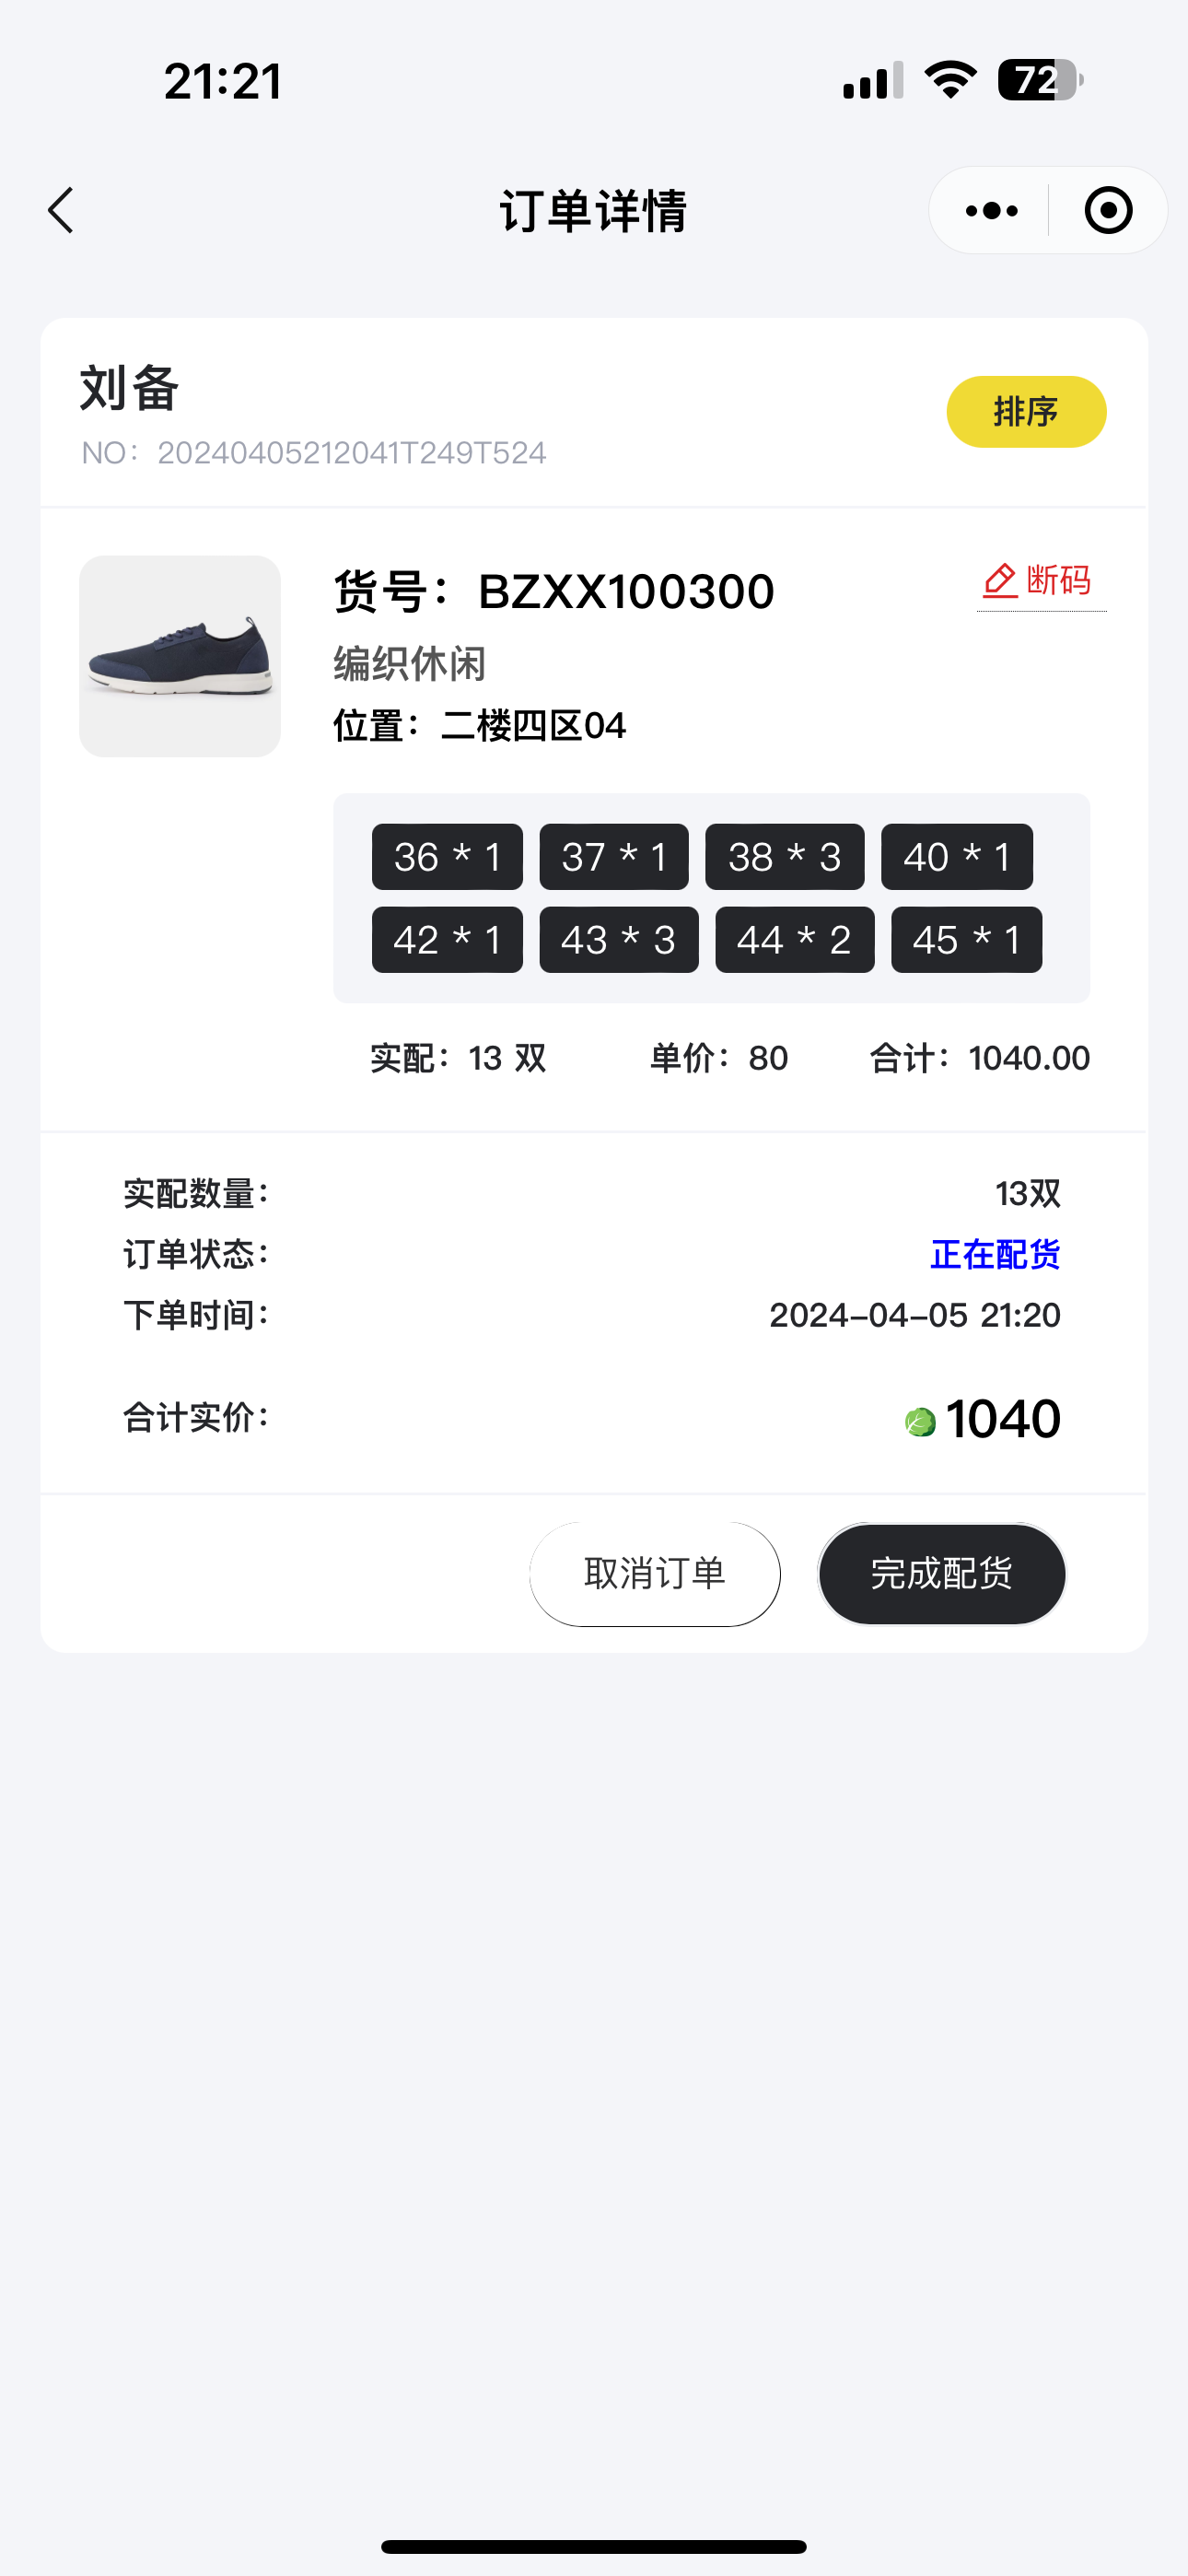 21:21
72
订单详情
刘备
排序
NO：20240405212041T249T524
货号：BZXX100300
断码
编织休闲
位置：二楼四区04
36 * 1 37 * 1 38 * 3 40 * 1
42 * 1 43 * 3 44 * 2 45 * 1
实配：13 双 单价：80 合计：1040.00
实配数量： 13双
订单状态： 正在配货
下单时间： 2024-04-05 21:20
合计实价： 1040
取消订单 完成配货